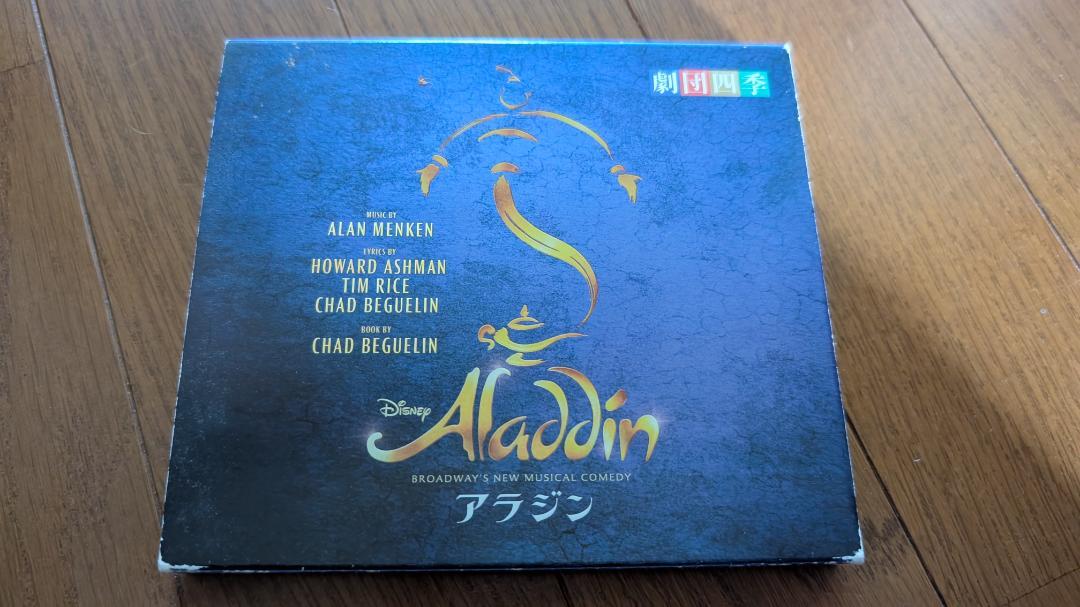 劇団四季
MUSIC BY
ALAN MENKEN
LYRICS BY
HOWARD ASHMAN
TIM RICE
CHAD BEGUELIN
BOOK BY
CHAD BEGUELIN
Disney
Aladdin
BROADWAY'S NEW MUSICAL COMEDY
アラジン